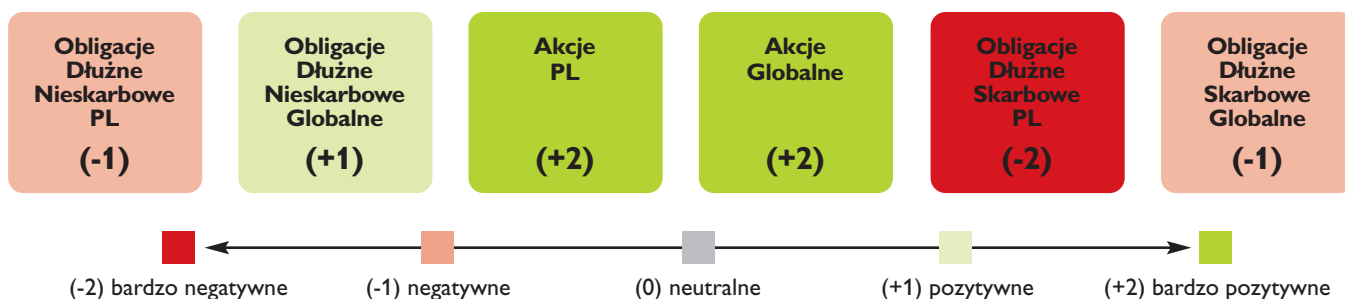 Obligacje
Dłużne
Nieskarbowe
PL
(-1)
Obligacje
Dłużne
Nieskarbowe
Globalne
(+1)
Akcje
PL
(+2)
Akcje
Globalne
(+2)
Obligacje
Dłużne
Skarbowe
PL
(-2)
Obligacje
Dłużne
Skarbowe
Globalne
(-1)
(-2) bardzo negatywne
(-1) negatywne
(0) neutralne
(+1) pozytywne
(+2) bardzo pozytywne